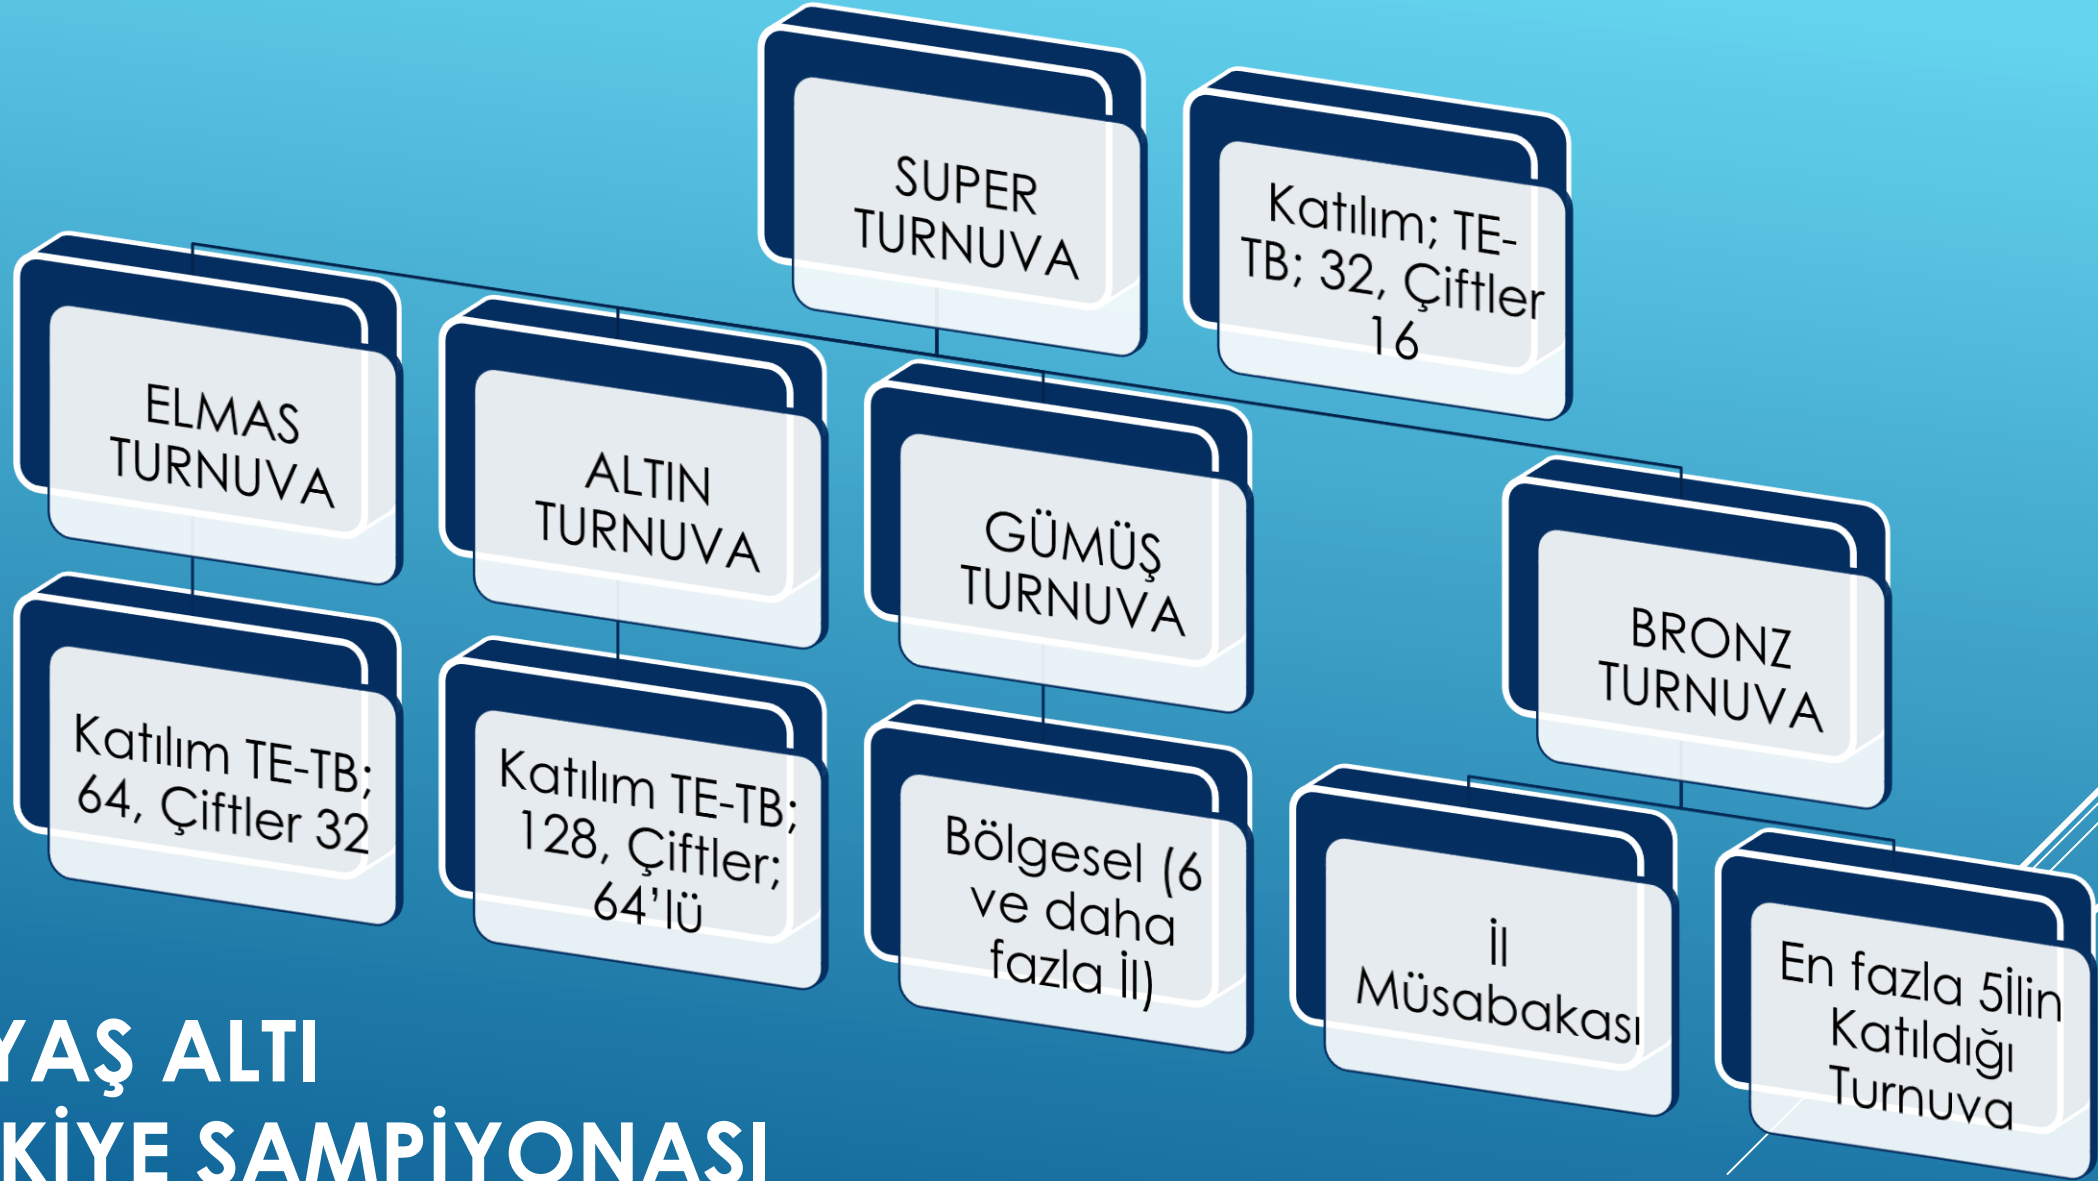 SUPER
TURNUVA
Katılım; TE-
TB; 32, Çiftler
16
ELMAS
TURNUVA
ALTIN
TURNUVA
GÜMÜŞ
TURNUVA
BRONZ
TURNUVA
Katılım TE-TB;
64, Çiftler 32
Katılım TE-TB;
128, Çiftler;
64'lü
Bölgesel (6
ve daha
fazla İl)
İl
Müsabakası
En fazla 5İlin
Katıldığı
Turnuva
YAŞ ALTI
KİYE SAMPİYONASI